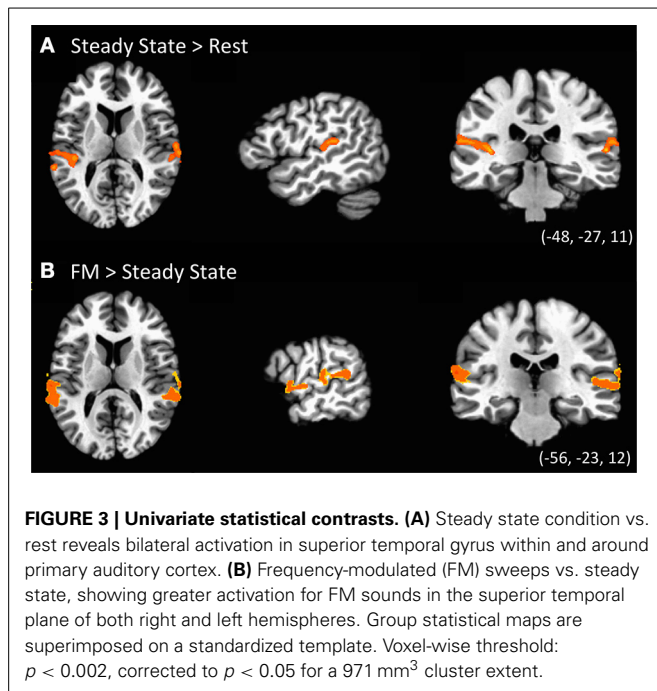 A Steady State > Rest
(-48, -27, 11)
B FM > Steady State
(-56, -23, 12)
FIGURE 3 | Univariate statistical contrasts. (A) Steady state condition vs.
rest reveals bilateral activation in superior temporal gyrus within and around
primary auditory cortex. (B) Frequency-modulated (FM) sweeps vs. steady
state, showing greater activation for FM sounds in the superior temporal
plane of both right and left hemispheres. Group statistical maps are
superimposed on a standardized template. Voxel-wise threshold:
p < 0.002, corrected to p < 0.05 for a 971 mm³ cluster extent.